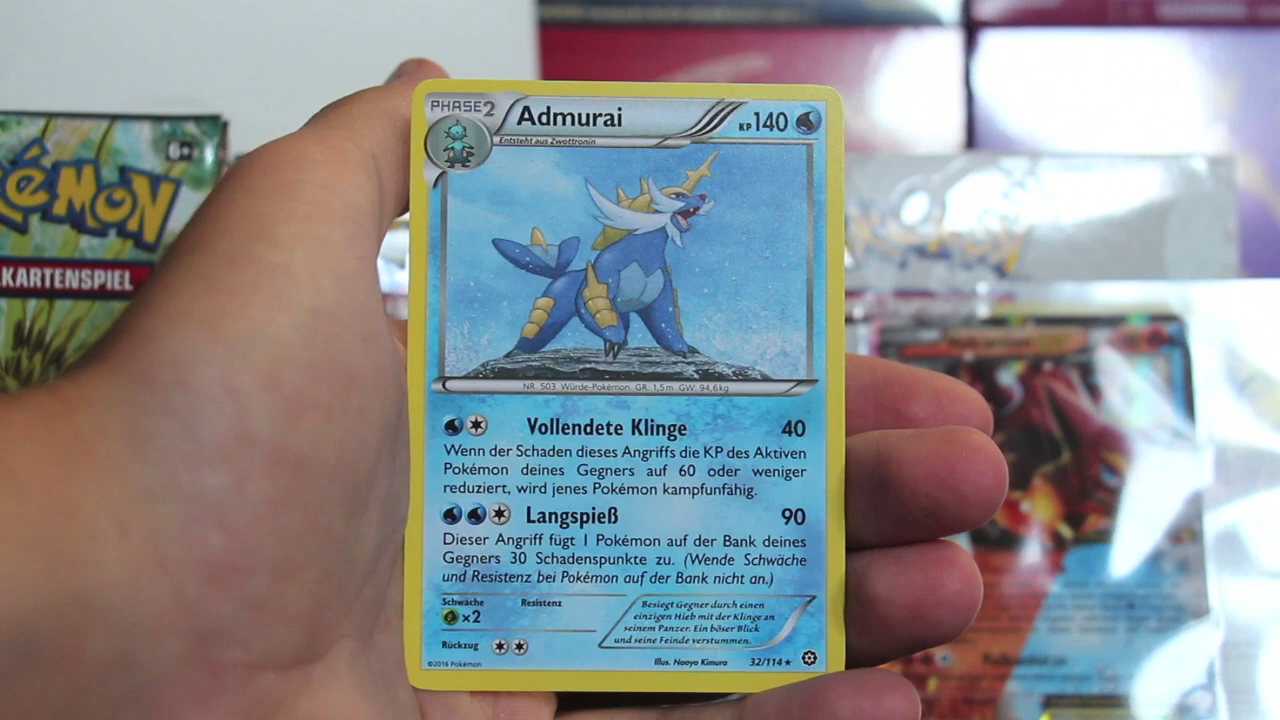 PHASE2
Admurai
KP140
Entsteht aus Zwottronin
NR. 503 Würde-Pokémon. GR: 1,5m GW: 94,6kg
Vollendete Klinge 40
Wenn der Schaden dieses Angriffs die KP des Aktiven
Pokémon deines Gegners auf 60 oder weniger
reduziert, wird jenes Pokémon kampfunfähig.
Langspieß 90
Dieser Angriff fügt 1 Pokémon auf der Bank deines
Gegners 30 Schadenspunkte zu. (Wende Schwäche
und Resistenz bei Pokémon auf der Bank nicht an.)
Schwäche Resistenz
×2
Rückzug
Besiegt Gegner durch einen
einzigen Hieb mit der Klinge an
seinem Panzer. Ein böser Blick
und seine Feinde verstummen.
©2016 Pokémon
Illus. Naoyo Kimura
32/114★
6+
KéMON
KARTENSPIEL